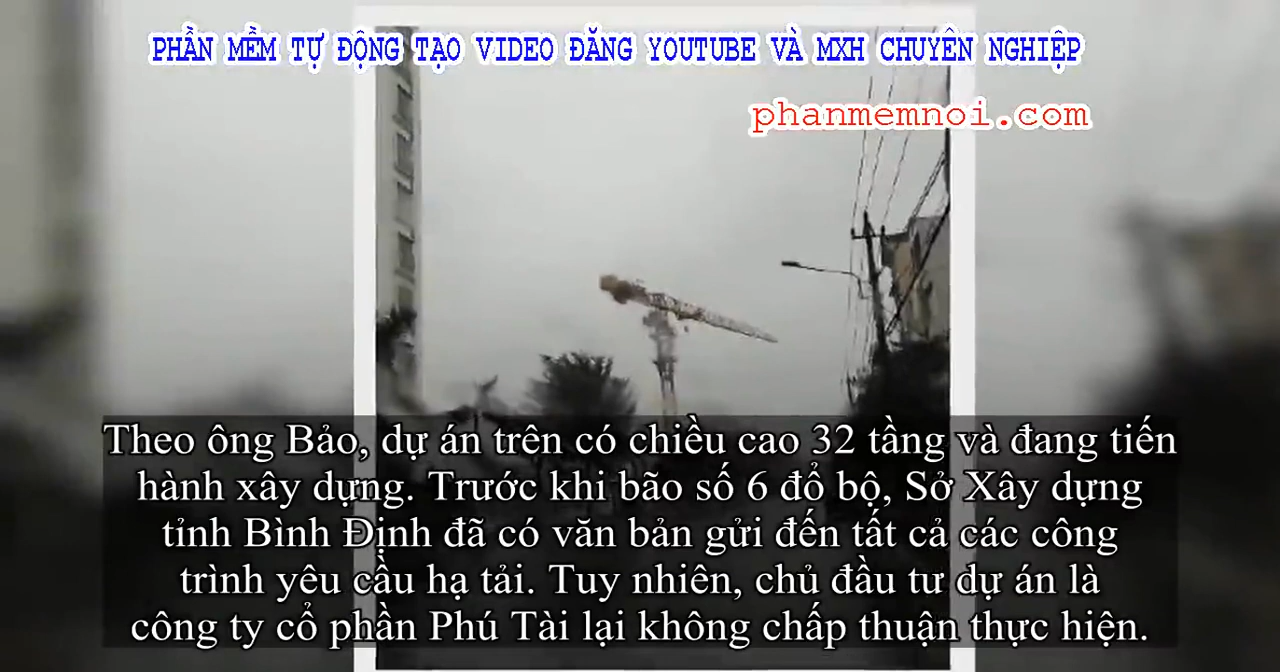 PHẦN MỀM TỰ ĐỘNG TẠO VIDEO ĐĂNG YOUTUBE VÀ MXH CHUYÊN NGHIỆP
phanmemnoi.com
Theo ông Bảo, dự án trên có chiều cao 32 tầng và đang tiến
hành xây dựng. Trước khi bão số 6 đổ bộ, Sở Xây dựng
tỉnh Bình Định đã có văn bản gửi đến tất cả các công
trình yêu cầu hạ tải. Tuy nhiên, chủ đầu tư dự án là
công ty cổ phần Phú Tài lại không chấp thuận thực hiện.